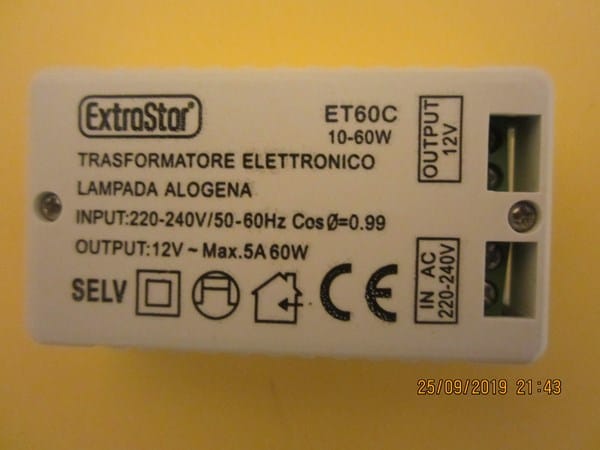 ExtraStar®
ET60C
10-60W
TRASFORMATORE ELETTRONICO
LAMPADA ALOGENA
INPUT:220-240V/50-60Hz CosØ=0.99
OUTPUT:12V ~ Max.5A 60W
SELV
CE
OUTPUT
12V
IN AC
220-240V
25/09/2019 21:43